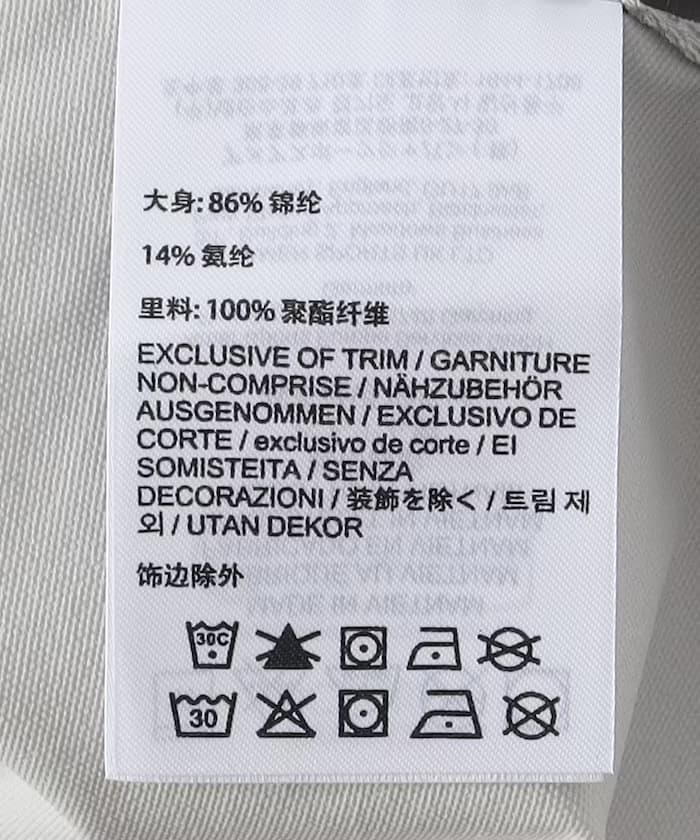 大身: 86% 锦纶
14% 氨纶
里料: 100% 聚酯纤维
EXCLUSIVE OF TRIM / GARNITURE
NON-COMPRISE / NÄHZUBEHÖR
AUSGENOMMEN / EXCLUSIVO DE
CORTE / exclusivo de corte / EI
SOMISTEITA / SENZA
DECORAZIONI / 装飾を除く / 트림 제
외 / UTAN DEKOR
饰边除外
30C
30